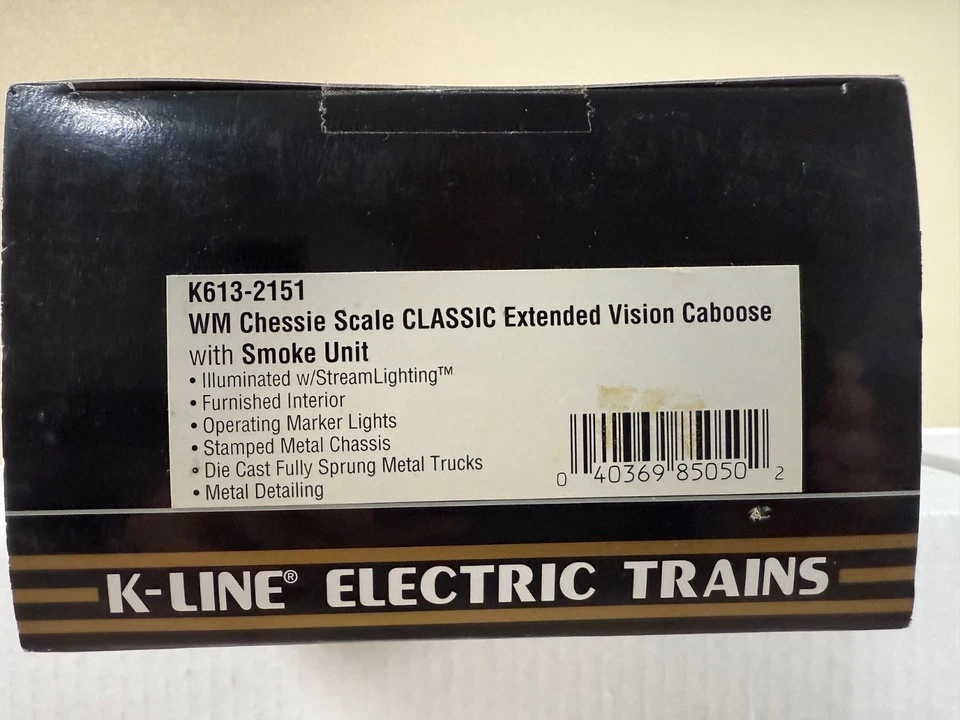 K613-2151
WM Chessie Scale CLASSIC Extended Vision Caboose
with Smoke Unit
• Illuminated w/StreamLighting™
• Furnished Interior
• Operating Marker Lights
• Stamped Metal Chassis
• Die Cast Fully Sprung Metal Trucks
• Metal Detailing
0 40369 85050 2
K-LINE® ELECTRIC TRAINS